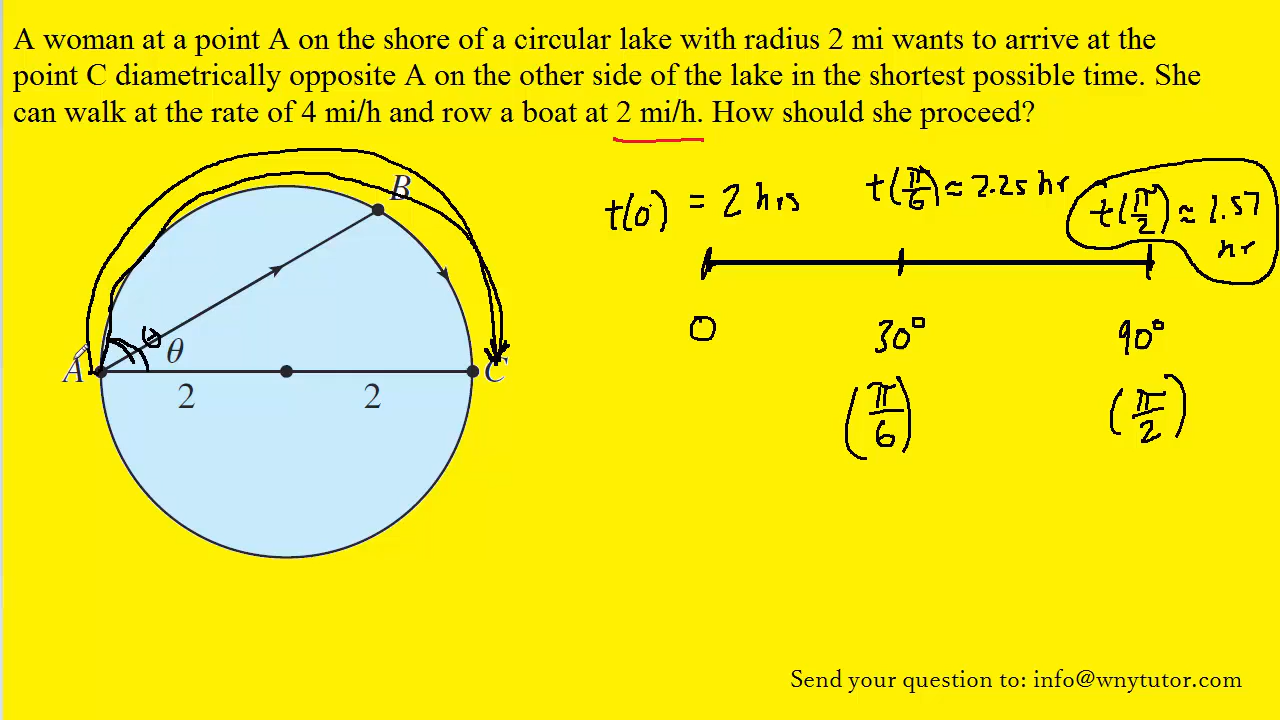 A woman at a point A on the shore of a circular lake with radius 2 mi wants to arrive at the
point C diametrically opposite A on the other side of the lake in the shortest possible time. She
can walk at the rate of 4 mi/h and row a boat at 2 mi/h. How should she proceed?
t(0) = 2 hrs
t(π/6) ≈ 2.25 hr
t(π/2) ≈ 1.57
hr
B
A
θ
C
2
2
0
30°
90°
(π/6)
(π/2)
Send your question to: info@wnytutor.com